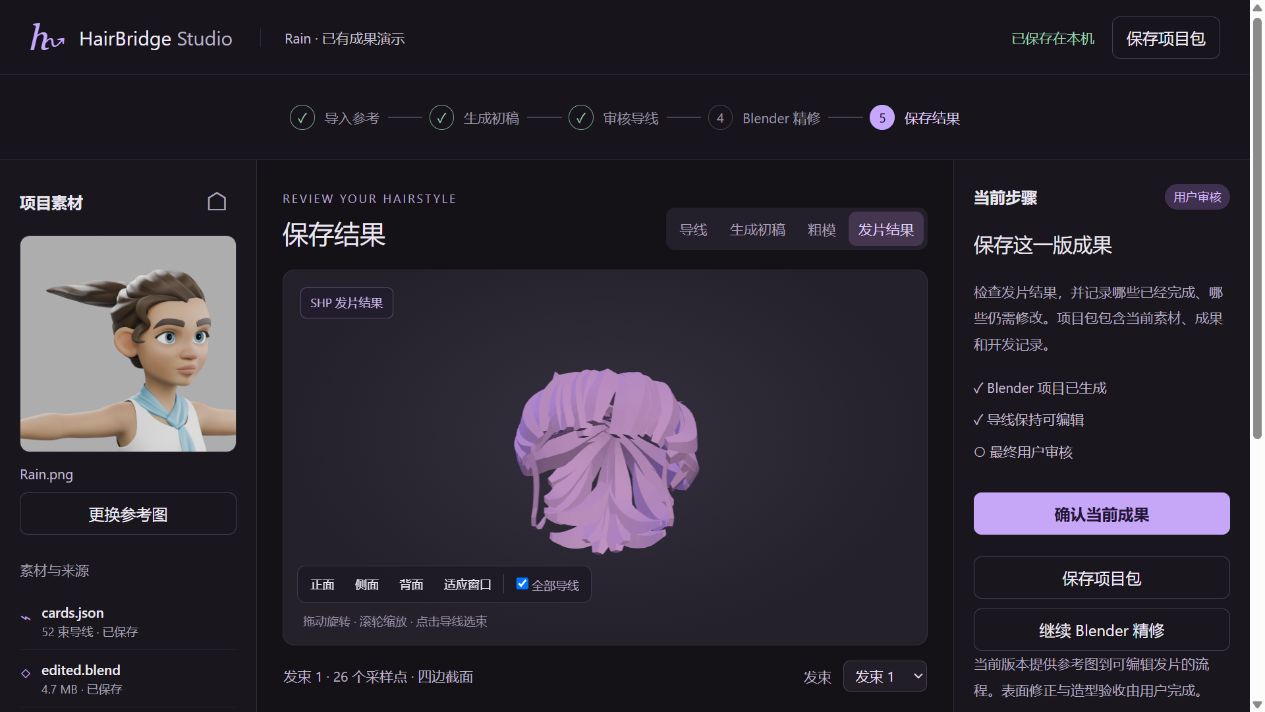 HairBridge Studio
Rain · 已有成果演示
已保存在本机
保存项目包
导入参考
生成初稿
审核导线
4 Blender 精修
5 保存结果
项目素材
Rain.png
更换参考图
素材与来源
cards.json
52 束导线 · 已保存
edited.blend
4.7 MB · 已保存
REVIEW YOUR HAIRSTYLE
保存结果
导线 生成初稿 粗模 发片结果
SHP 发片结果
正面 侧面 背面 适应窗口 全部导线
拖动旋转 · 滚轮缩放 · 点击导线选束
发束 1 · 26 个采样点 · 四边截面
发束 发束 1
当前步骤
用户审核
保存这一版成果
检查发片结果，并记录哪些已经完成、哪
些仍需修改。项目包包含当前素材、成果
和开发记录。
✓ Blender 项目已生成
✓ 导线保持可编辑
○ 最终用户审核
确认当前成果
保存项目包
继续 Blender 精修
当前版本提供参考图到可编辑发片的流
程。表面修正与造型验收由用户完成。